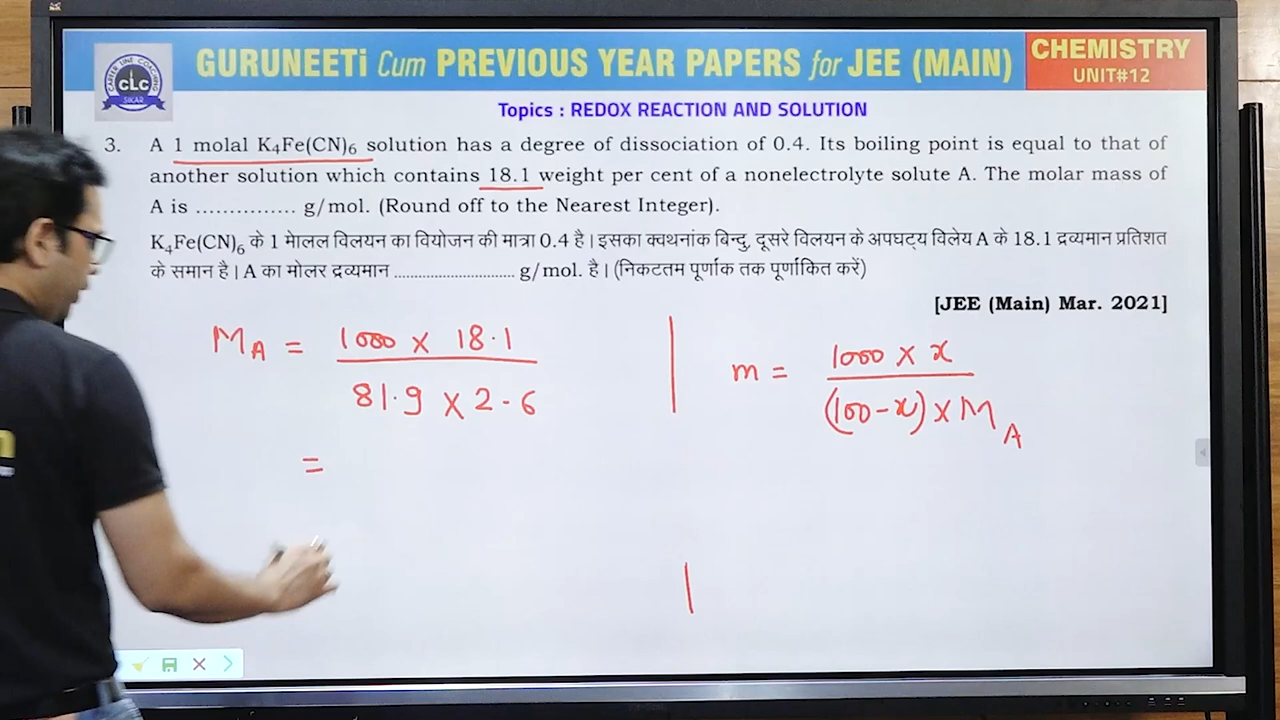 GURUNEETi Cum PREVIOUS YEAR PAPERS for JEE (MAIN)
CHEMISTRY
UNIT#12
CLC
SIKAR
Topics : REDOX REACTION AND SOLUTION
3. A 1 molal K₄Fe(CN)₆ solution has a degree of dissociation of 0.4. Its boiling point is equal to that of
another solution which contains 18.1 weight per cent of a nonelectrolyte solute A. The molar mass of
A is ............... g/mol. (Round off to the Nearest Integer).
K₄Fe(CN)₆ के 1 मोलल विलयन का वियोजन की मात्रा 0.4 है। इसका क्वथनांक बिन्दु, दूसरे विलयन के अपघट्य विलेय A के 18.1 द्रव्यमान प्रतिशत
के समान है। A का मोलर द्रव्यमान .............................. g/mol. है। (निकटतम पूर्णांक तक पूर्णांकित करें)
[JEE (Main) Mar. 2021]
M_A = 1000 × 18.1
81.9 × 2.6
=
m = 1000 × x
(100-x) × M_A